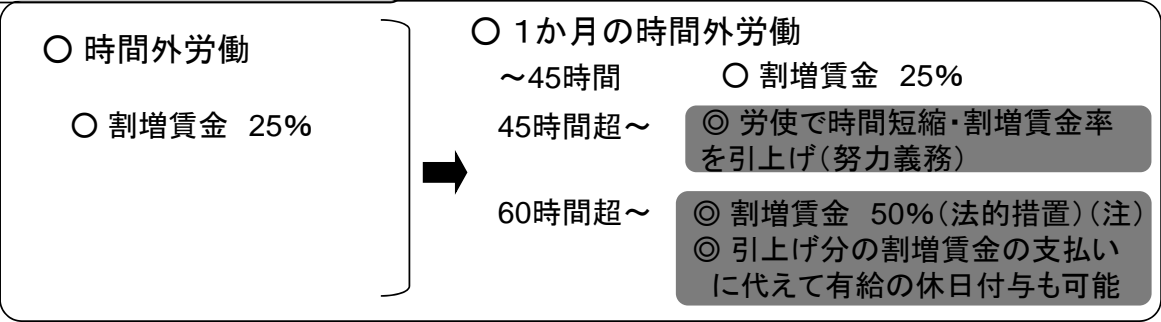 ○ 時間外労働
○ 割増賃金 25%
○ 1か月の時間外労働
～45時間 ○ 割増賃金 25%
45時間超～ ◎ 労使で時間短縮・割増賃金率
を引上げ（努力義務）
60時間超～ ◎ 割増賃金 50%（法的措置）（注）
◎ 引上げ分の割増賃金の支払い
に代えて有給の休日付与も可能